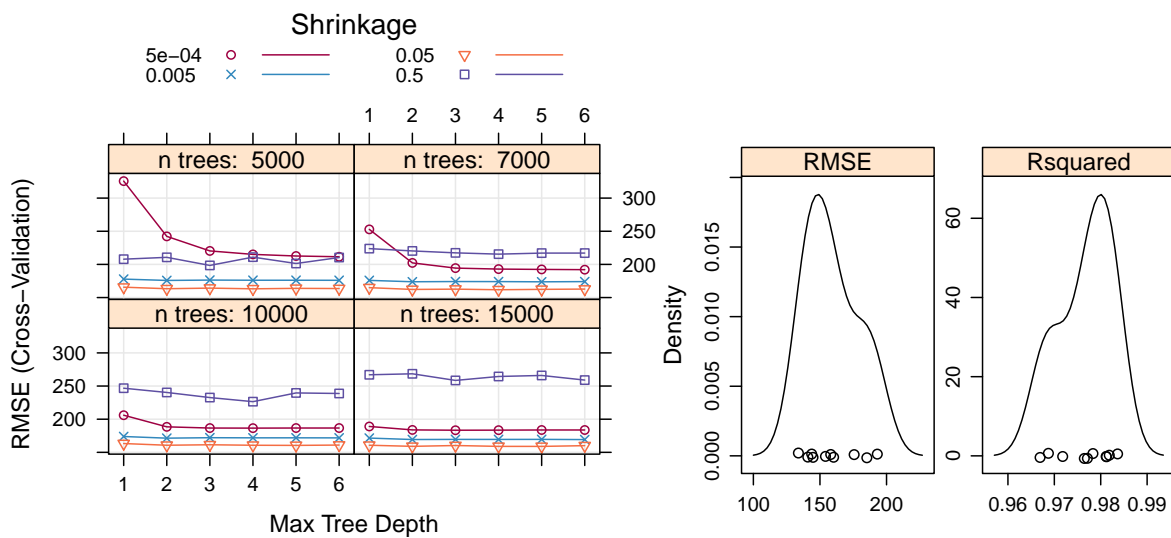 Shrinkage
5e−04
0.05
0.005
0.5
1 2 3 4 5 6
n trees: 5000
n trees: 7000
300
250
200
n trees: 10000
n trees: 15000
300
250
200
1 2 3 4 5 6
RMSE (Cross−Validation)
Max Tree Depth
RMSE
Rsquared
Density
0.015
0.010
0.005
0.000
100 150 200
60
40
20
0
0.96 0.97 0.98 0.99